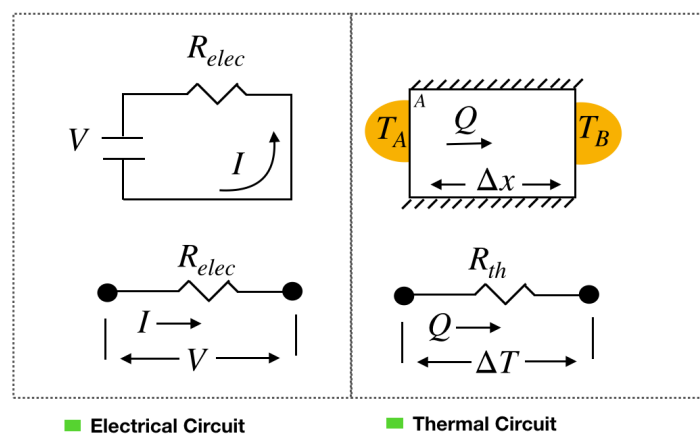 R_elec
V
I
R_elec
I
V
Electrical Circuit
A
Q
T_A
T_B
Δx
R_th
Q
ΔT
Thermal Circuit